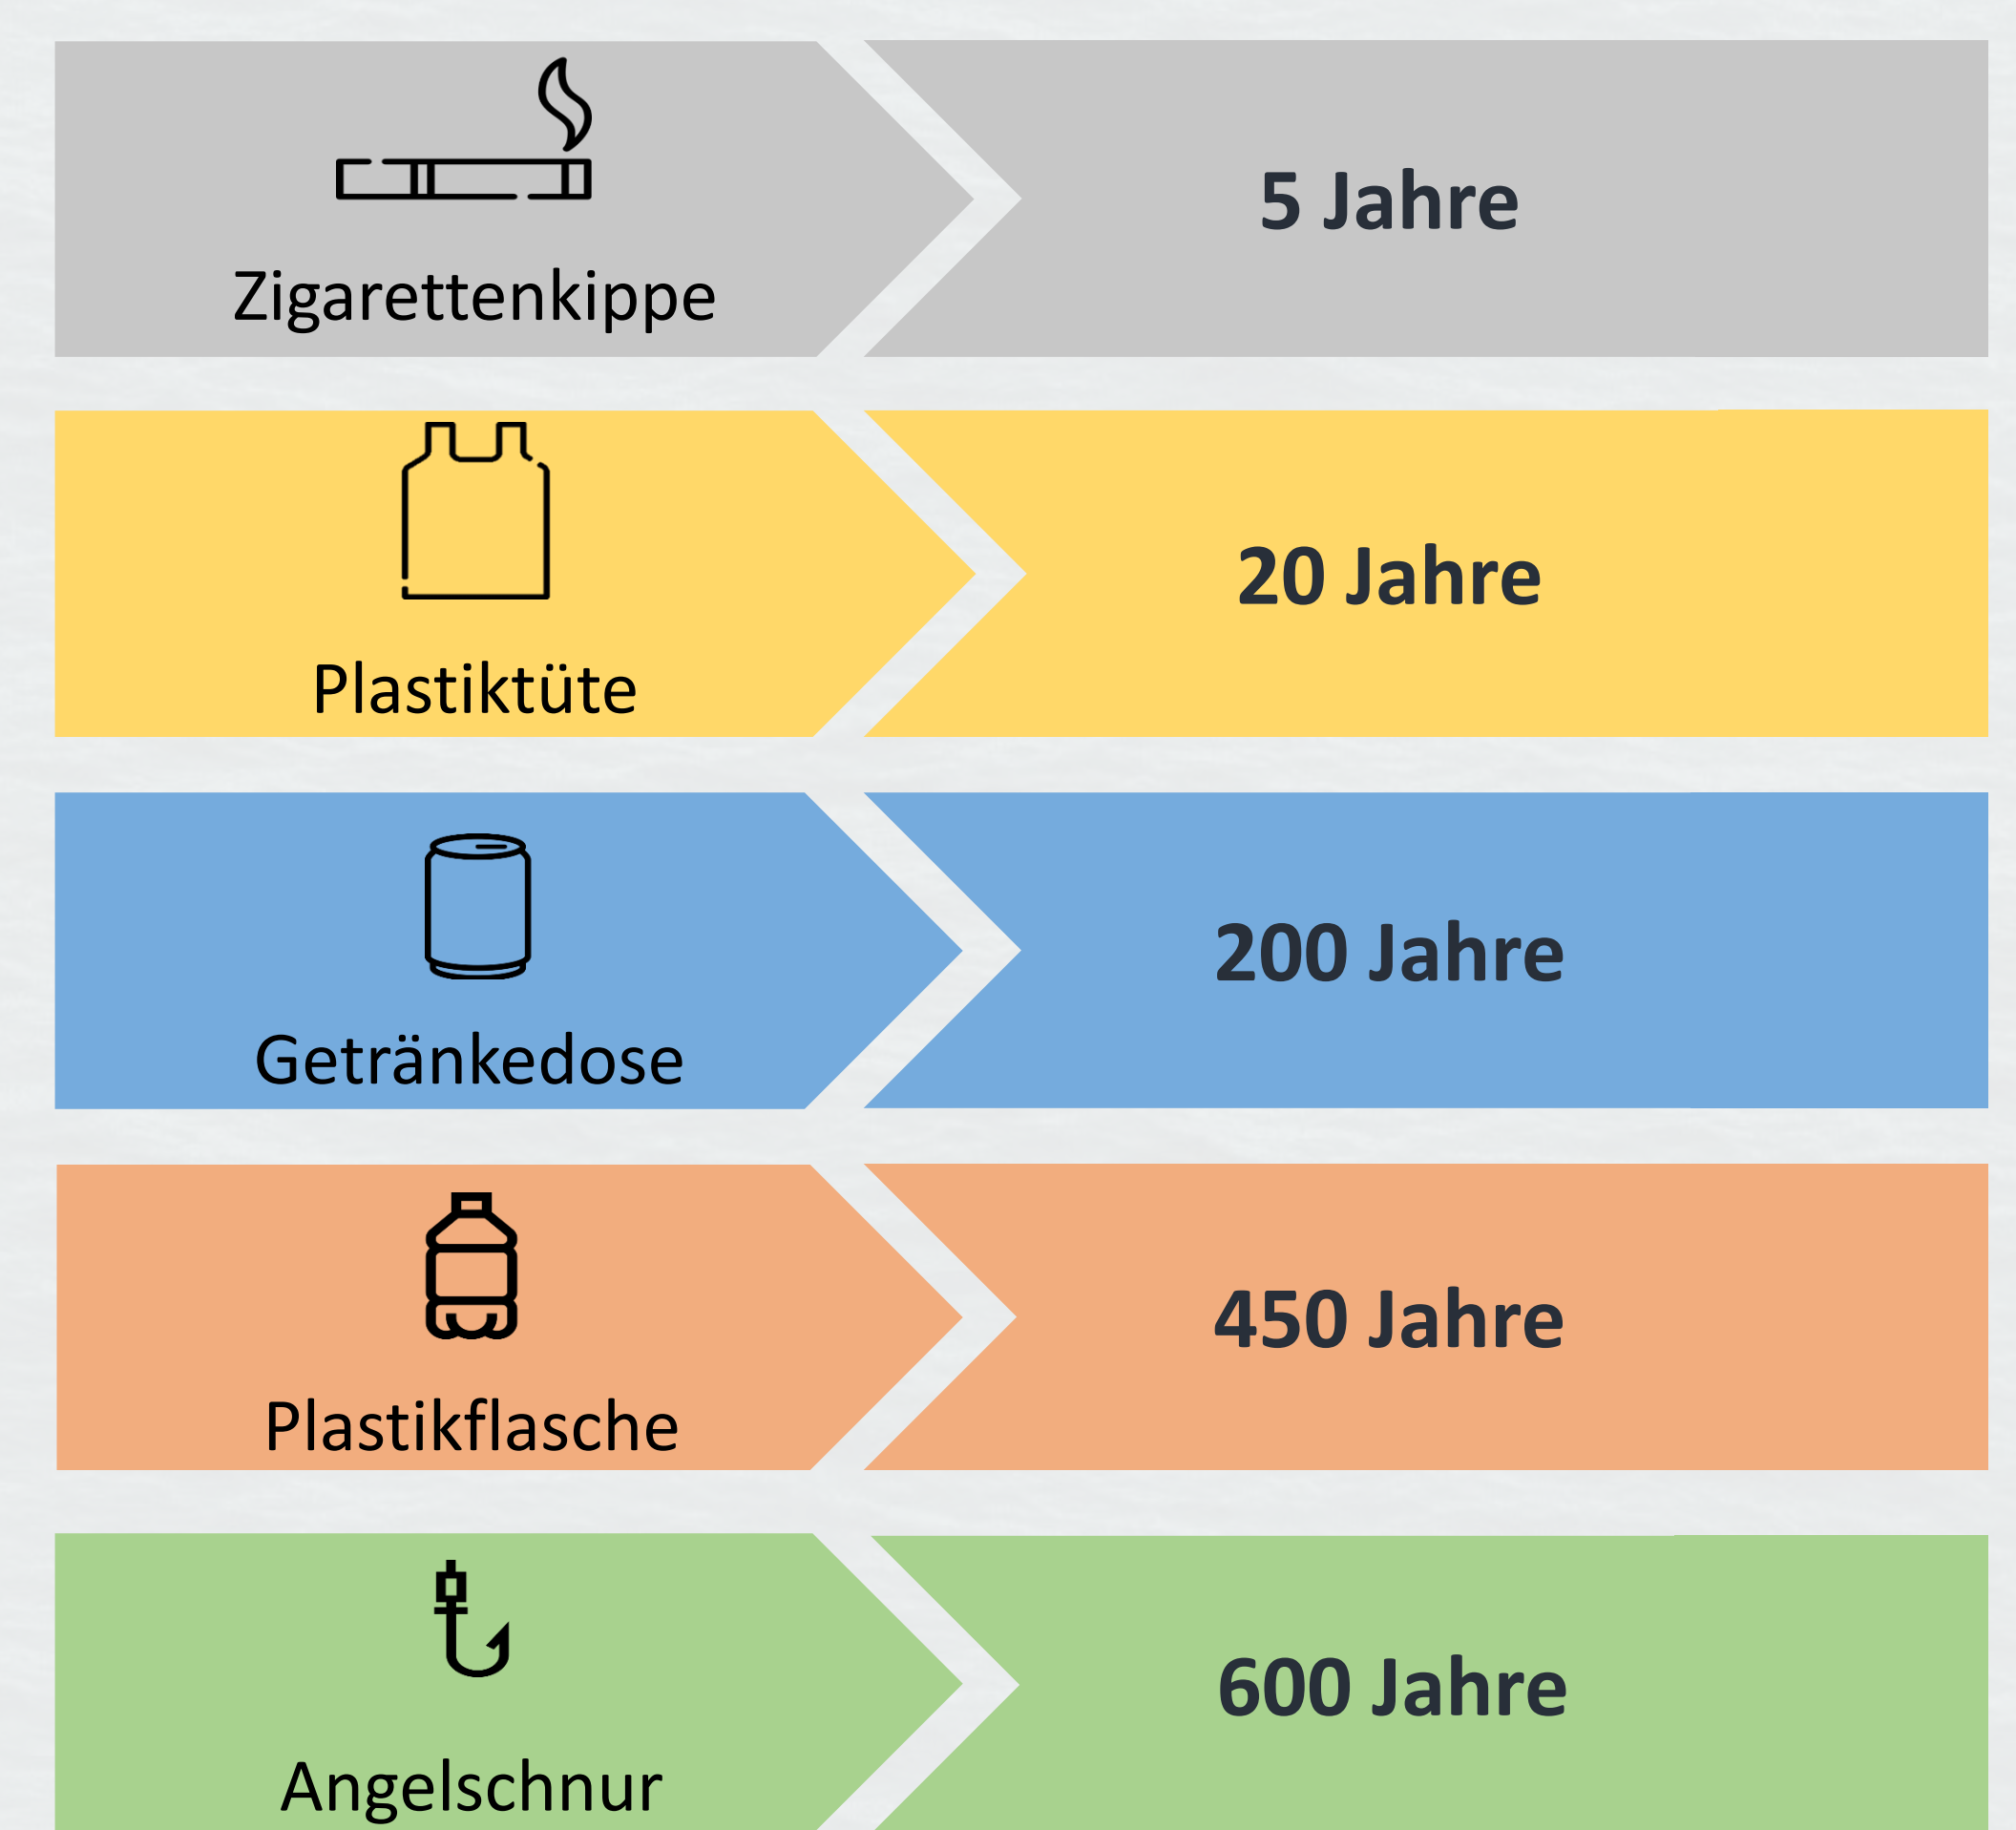 Zigarettenkippe
5 Jahre
Plastiktüte
20 Jahre
Getränkedose
200 Jahre
Plastikflasche
450 Jahre
Angelschnur
600 Jahre